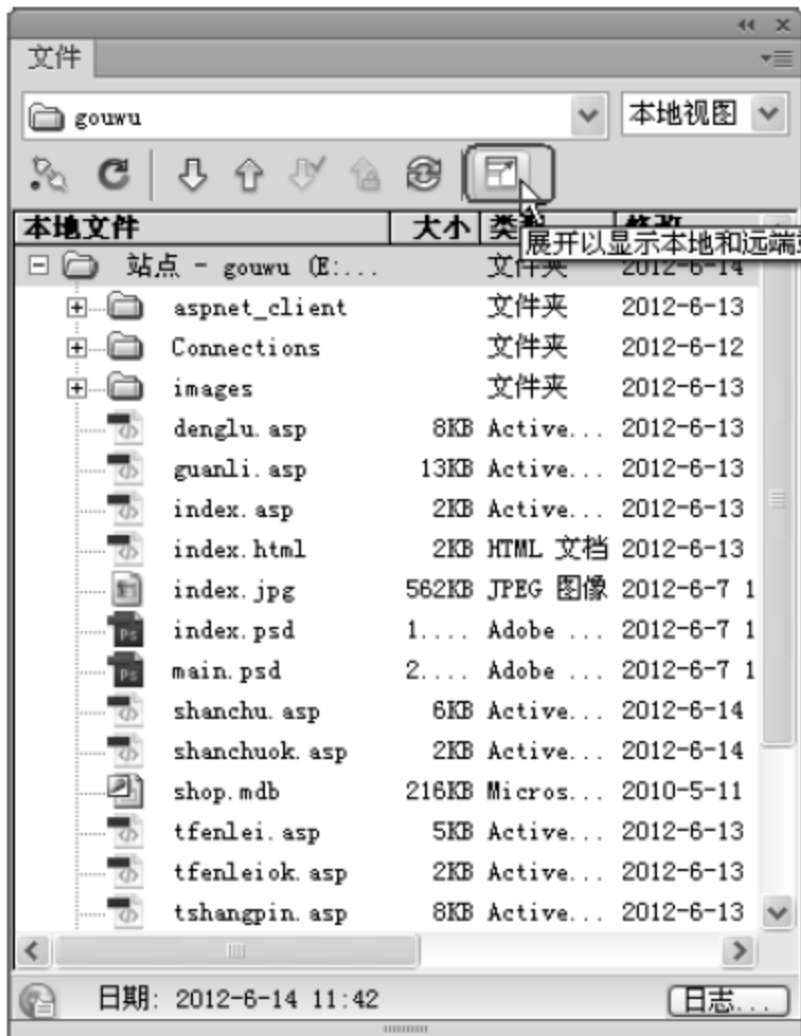 文件
gouwu 本地视图
本地文件 大小 类型 修改
展开以显示本地和远端
站点 - gouwu (E:... 文件夹 2012-6-14
aspnet_client 文件夹 2012-6-13
Connections 文件夹 2012-6-12
images 文件夹 2012-6-13
denglu.asp 8KB Active... 2012-6-13
guanli.asp 13KB Active... 2012-6-13
index.asp 2KB Active... 2012-6-13
index.html 2KB HTML 文档 2012-6-13
index.jpg 562KB JPEG 图像 2012-6-7 1
index.psd 1.... Adobe ... 2012-6-7 1
main.psd 2.... Adobe ... 2012-6-7 1
shanchu.asp 6KB Active... 2012-6-14
shanchuok.asp 2KB Active... 2012-6-14
shop.mdb 216KB Micros... 2010-5-11
tfenlei.asp 5KB Active... 2012-6-13
tfenleiok.asp 2KB Active... 2012-6-13
tshangpin.asp 8KB Active... 2012-6-13
日期: 2012-6-14 11:42 日志...